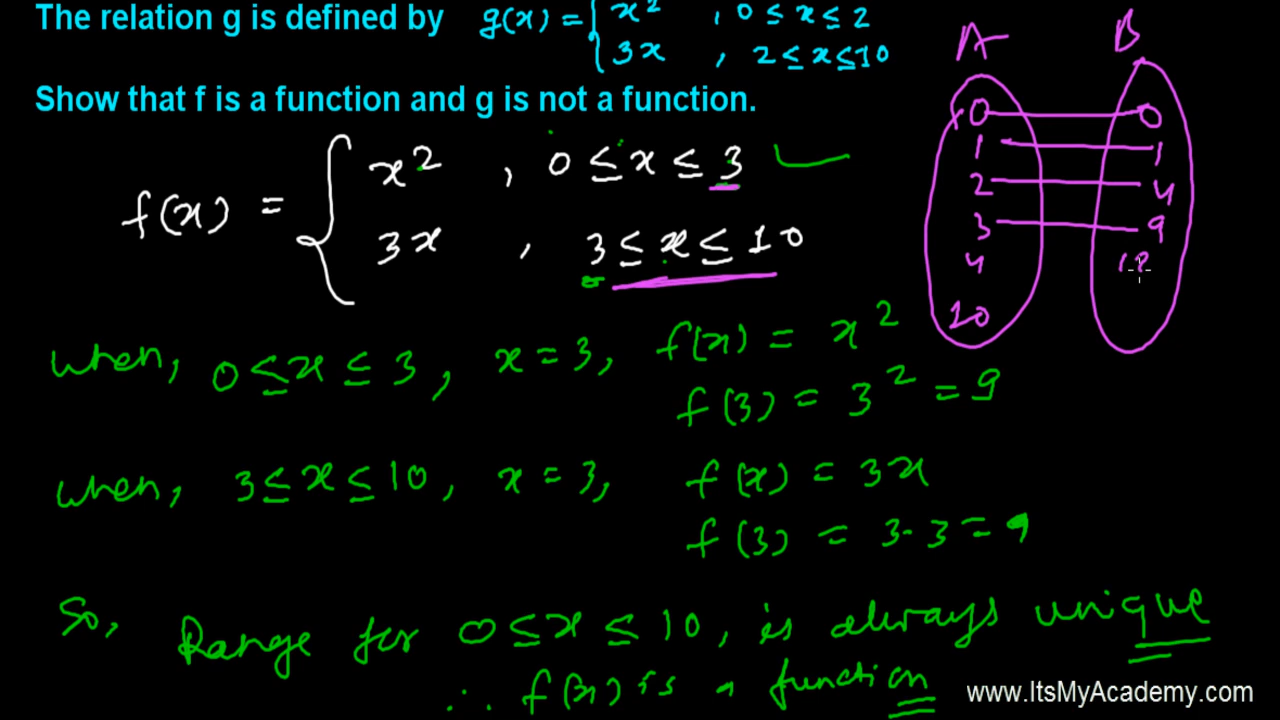 The relation g is defined by g(x) = { x² , 0 ≤ x ≤ 2
3x , 2 ≤ x ≤ 10
Show that f is a function and g is not a function.
f(x) = { x² , 0 ≤ x ≤ 3
3x , 3 ≤ x ≤ 10
when, 0 ≤ x ≤ 3, x = 3, f(x) = x²
f(3) = 3² = 9
when, 3 ≤ x ≤ 10, x = 3, f(x) = 3x
f(3) = 3·3 = 9
So, Range for 0 ≤ x ≤ 10, is always unique
∴ f(x) is a function
A B
0 0
1 1
2 4
3 9
4 12
10
www.ItsMyAcademy.com